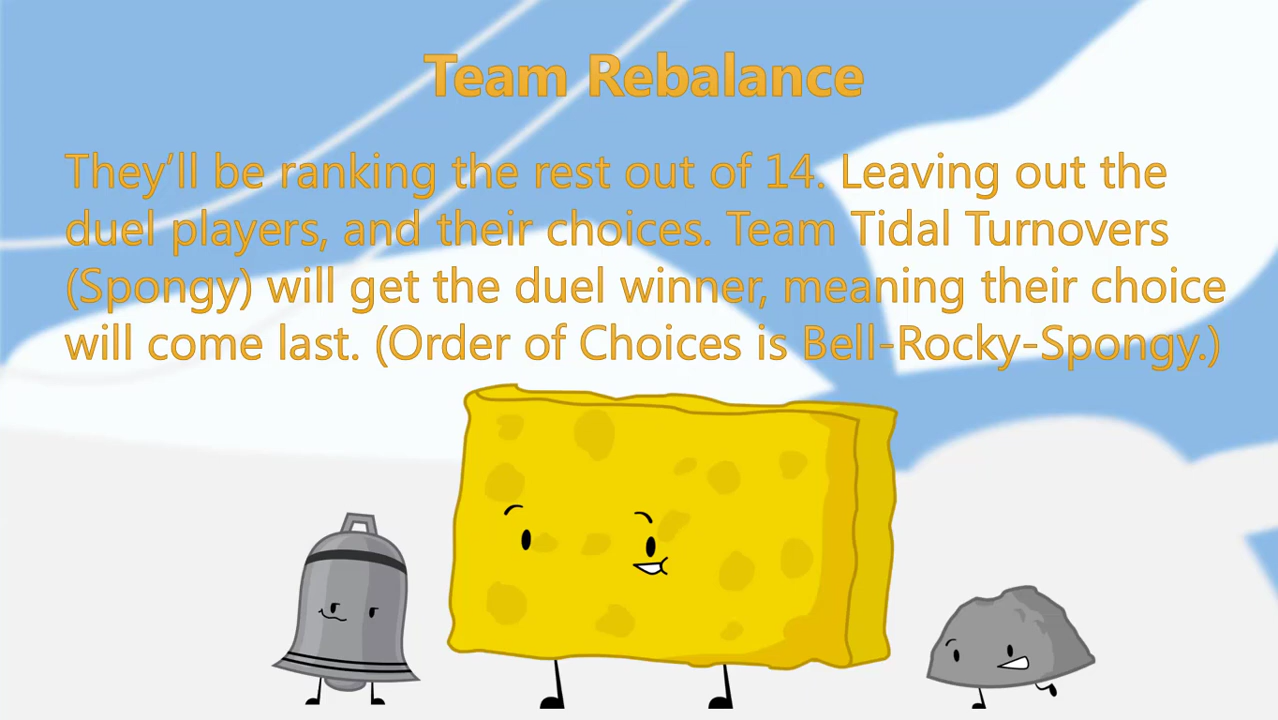 Team Rebalance
They’ll be ranking the rest out of 14. Leaving out the
duel players, and their choices. Team Tidal Turnovers
(Spongy) will get the duel winner, meaning their choice
will come last. (Order of Choices is Bell-Rocky-Spongy.)